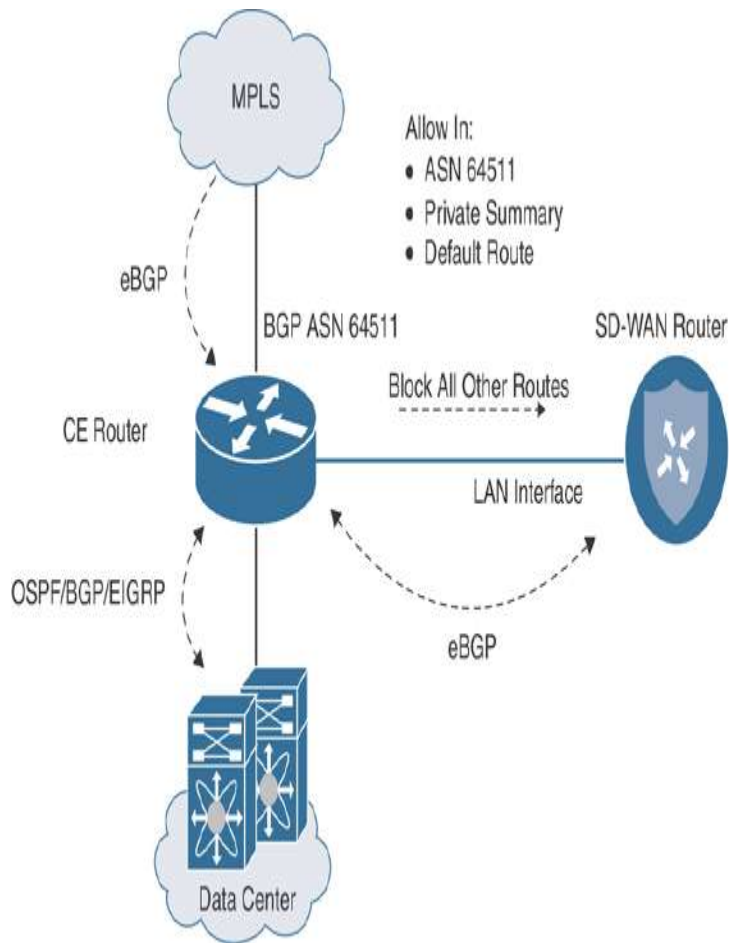 MPLS
Allow In:
• ASN 64511
• Private Summary
• Default Route
eBGP
BGP ASN 64511
SD-WAN Router
Block All Other Routes
CE Router
LAN Interface
OSPF/BGP/EIGRP
eBGP
Data Center